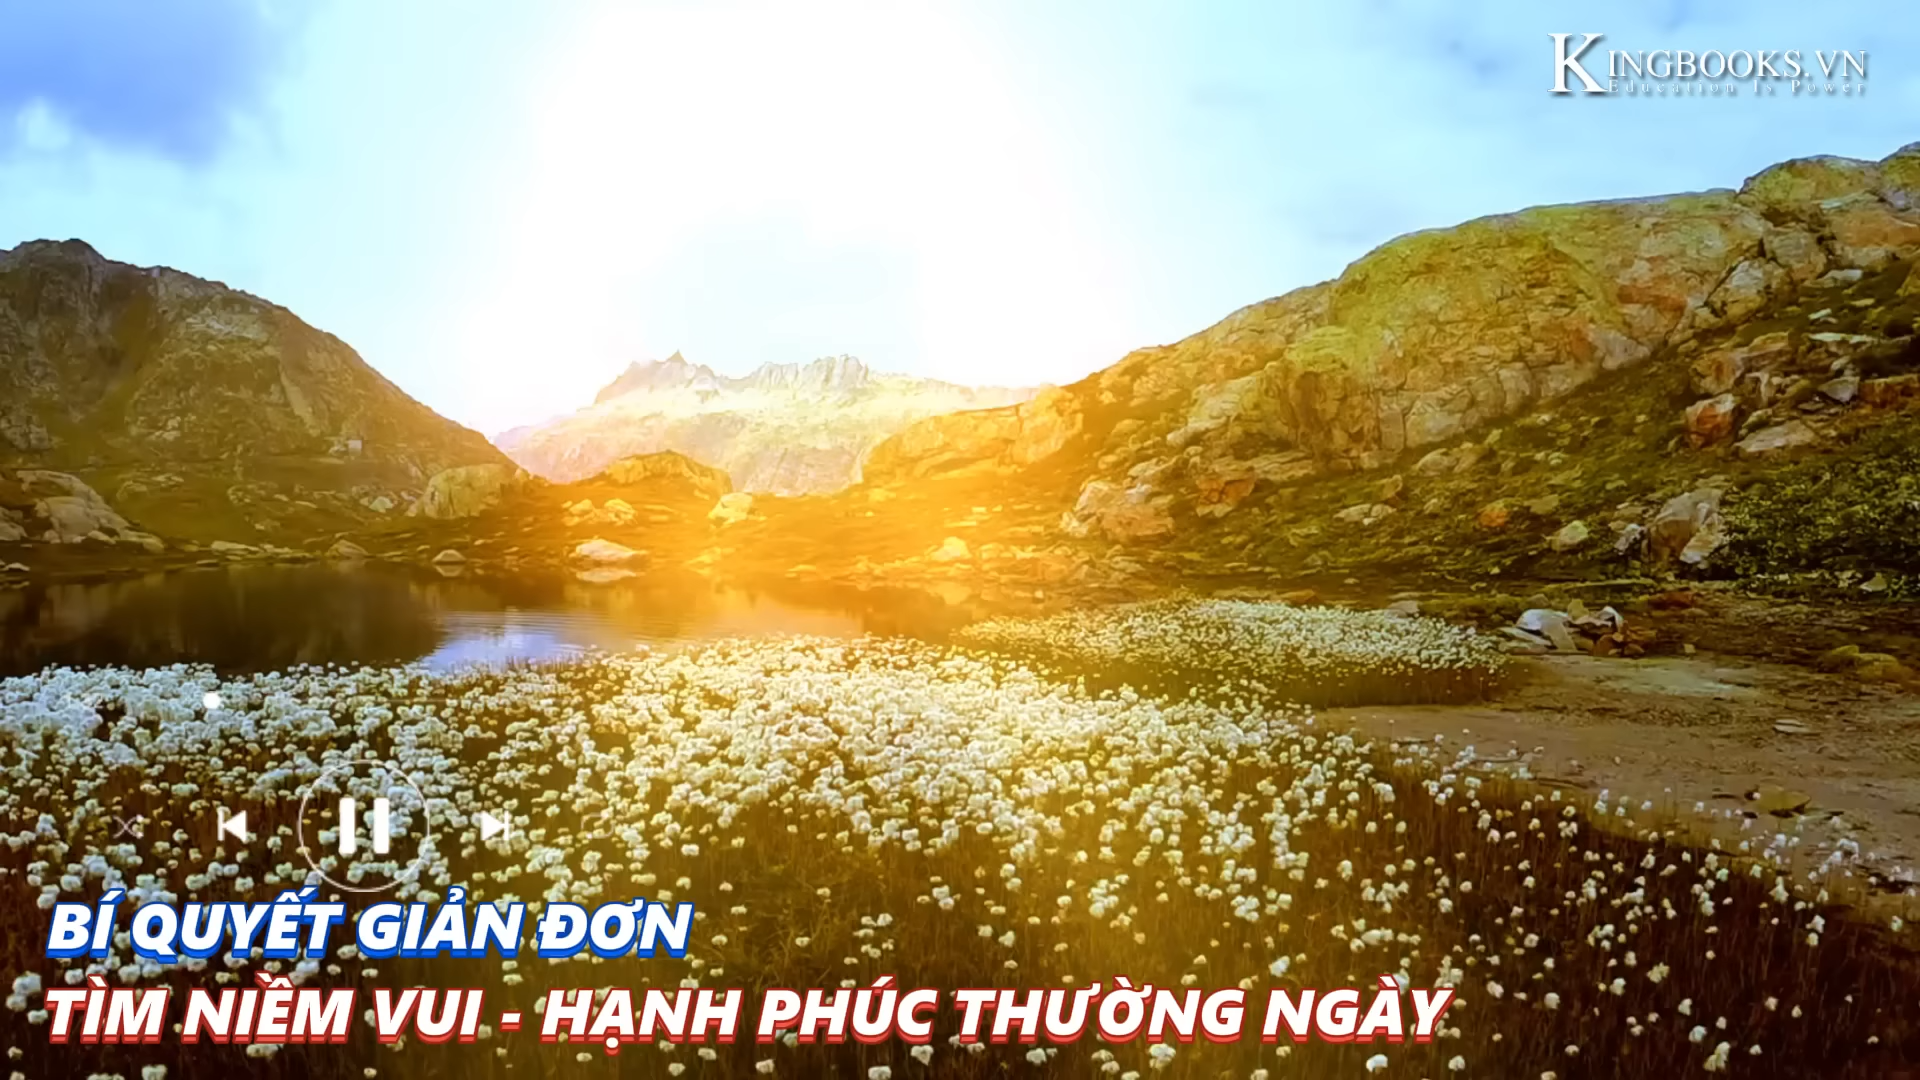 KINGBOOKS.VN
Education Is Power
BÍ QUYẾT GIẢN ĐƠN
TÌM NIỀM VUI - HẠNH PHÚC THƯỜNG NGÀY